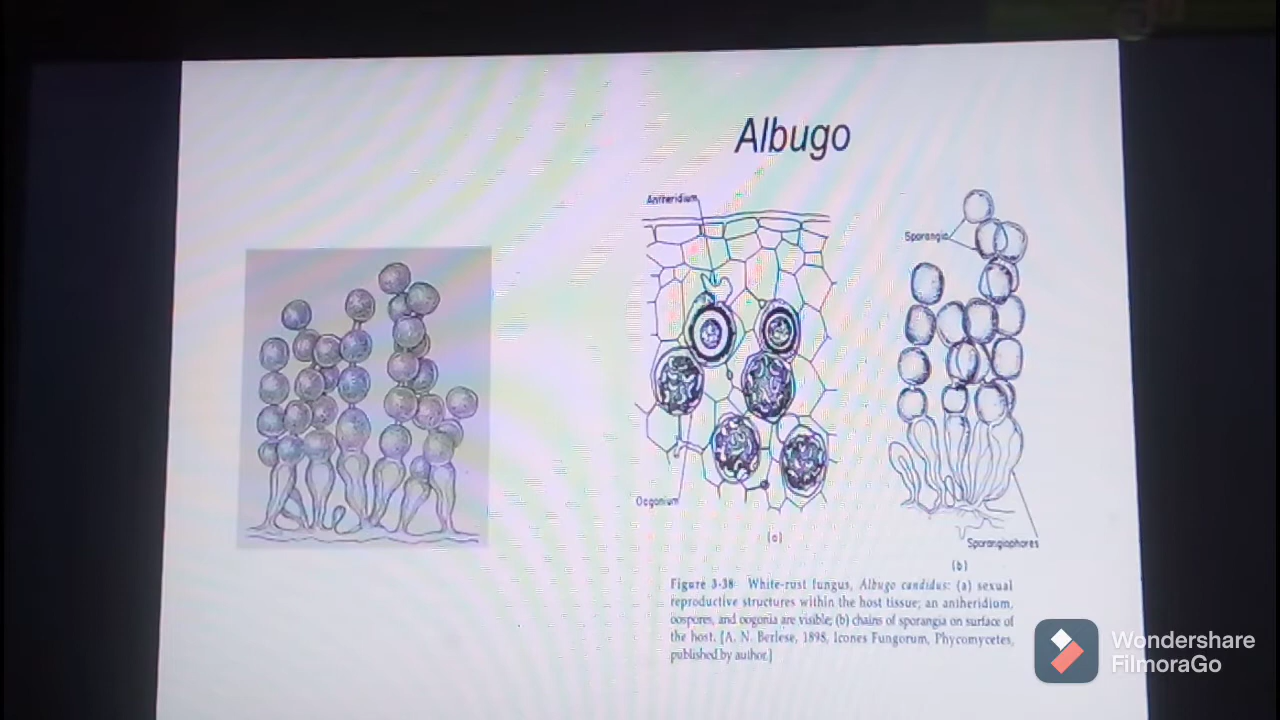 Albugo
Antheridium
Sporangia
Oogonium
Sporangiophores
(a)
(b)
Figure 3-38 White-rust fungus, Albugo candidus: (a) sexual
reproductive structures within the host tissue; an antheridium,
oospores, and oogonia are visible; (b) chains of sporangia on surface of
the host. [A. N. Berlese, 1898, Icones Fungorum, Phycomycetes,
published by author.]
Wondershare
FilmoraGo